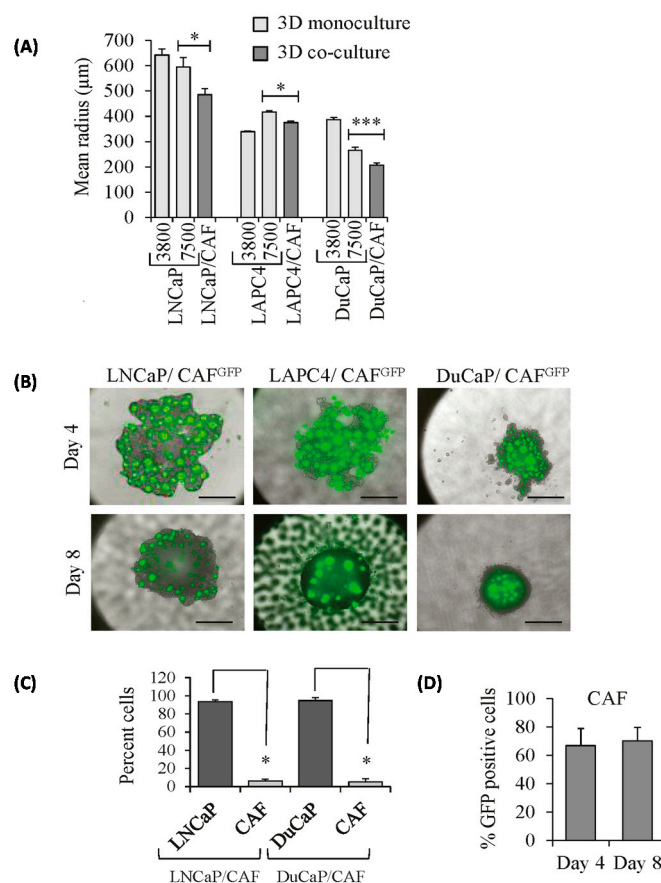 (A)
3D monoculture
3D co-culture
Mean radius (µm)
700
600
500
400
300
200
100
0
*
*
***
3800
7500
LNCaP
LNCaP/CAF
3800
7500
LAPC4
LAPC4/CAF
3800
7500
DuCaP
DuCaP/CAF
(B)
LNCaP/ CAFGFP
LAPC4/ CAFGFP
DuCaP/ CAFGFP
Day 4
Day 8
(C)
Percent cells
120
100
80
60
40
20
0
*
*
LNCaP
CAF
DuCaP
CAF
LNCaP/CAF
DuCaP/CAF
(D)
CAF
% GFP positive cells
100
80
60
40
20
0
Day 4
Day 8